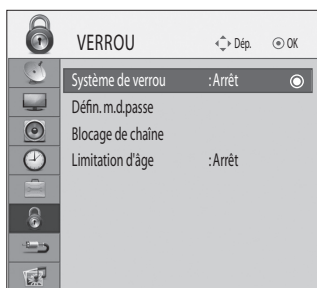 VERROU Dép. OK
Système de verrou : Arrêt
Défin. m.d.passe
Blocage de chaîne
Limitation d'âge : Arrêt